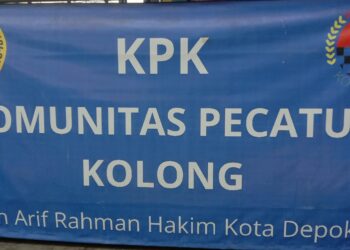 KPK
OMUNITAS PECATU
KOLONG
n Arif Rahman Hakim Kota Depok